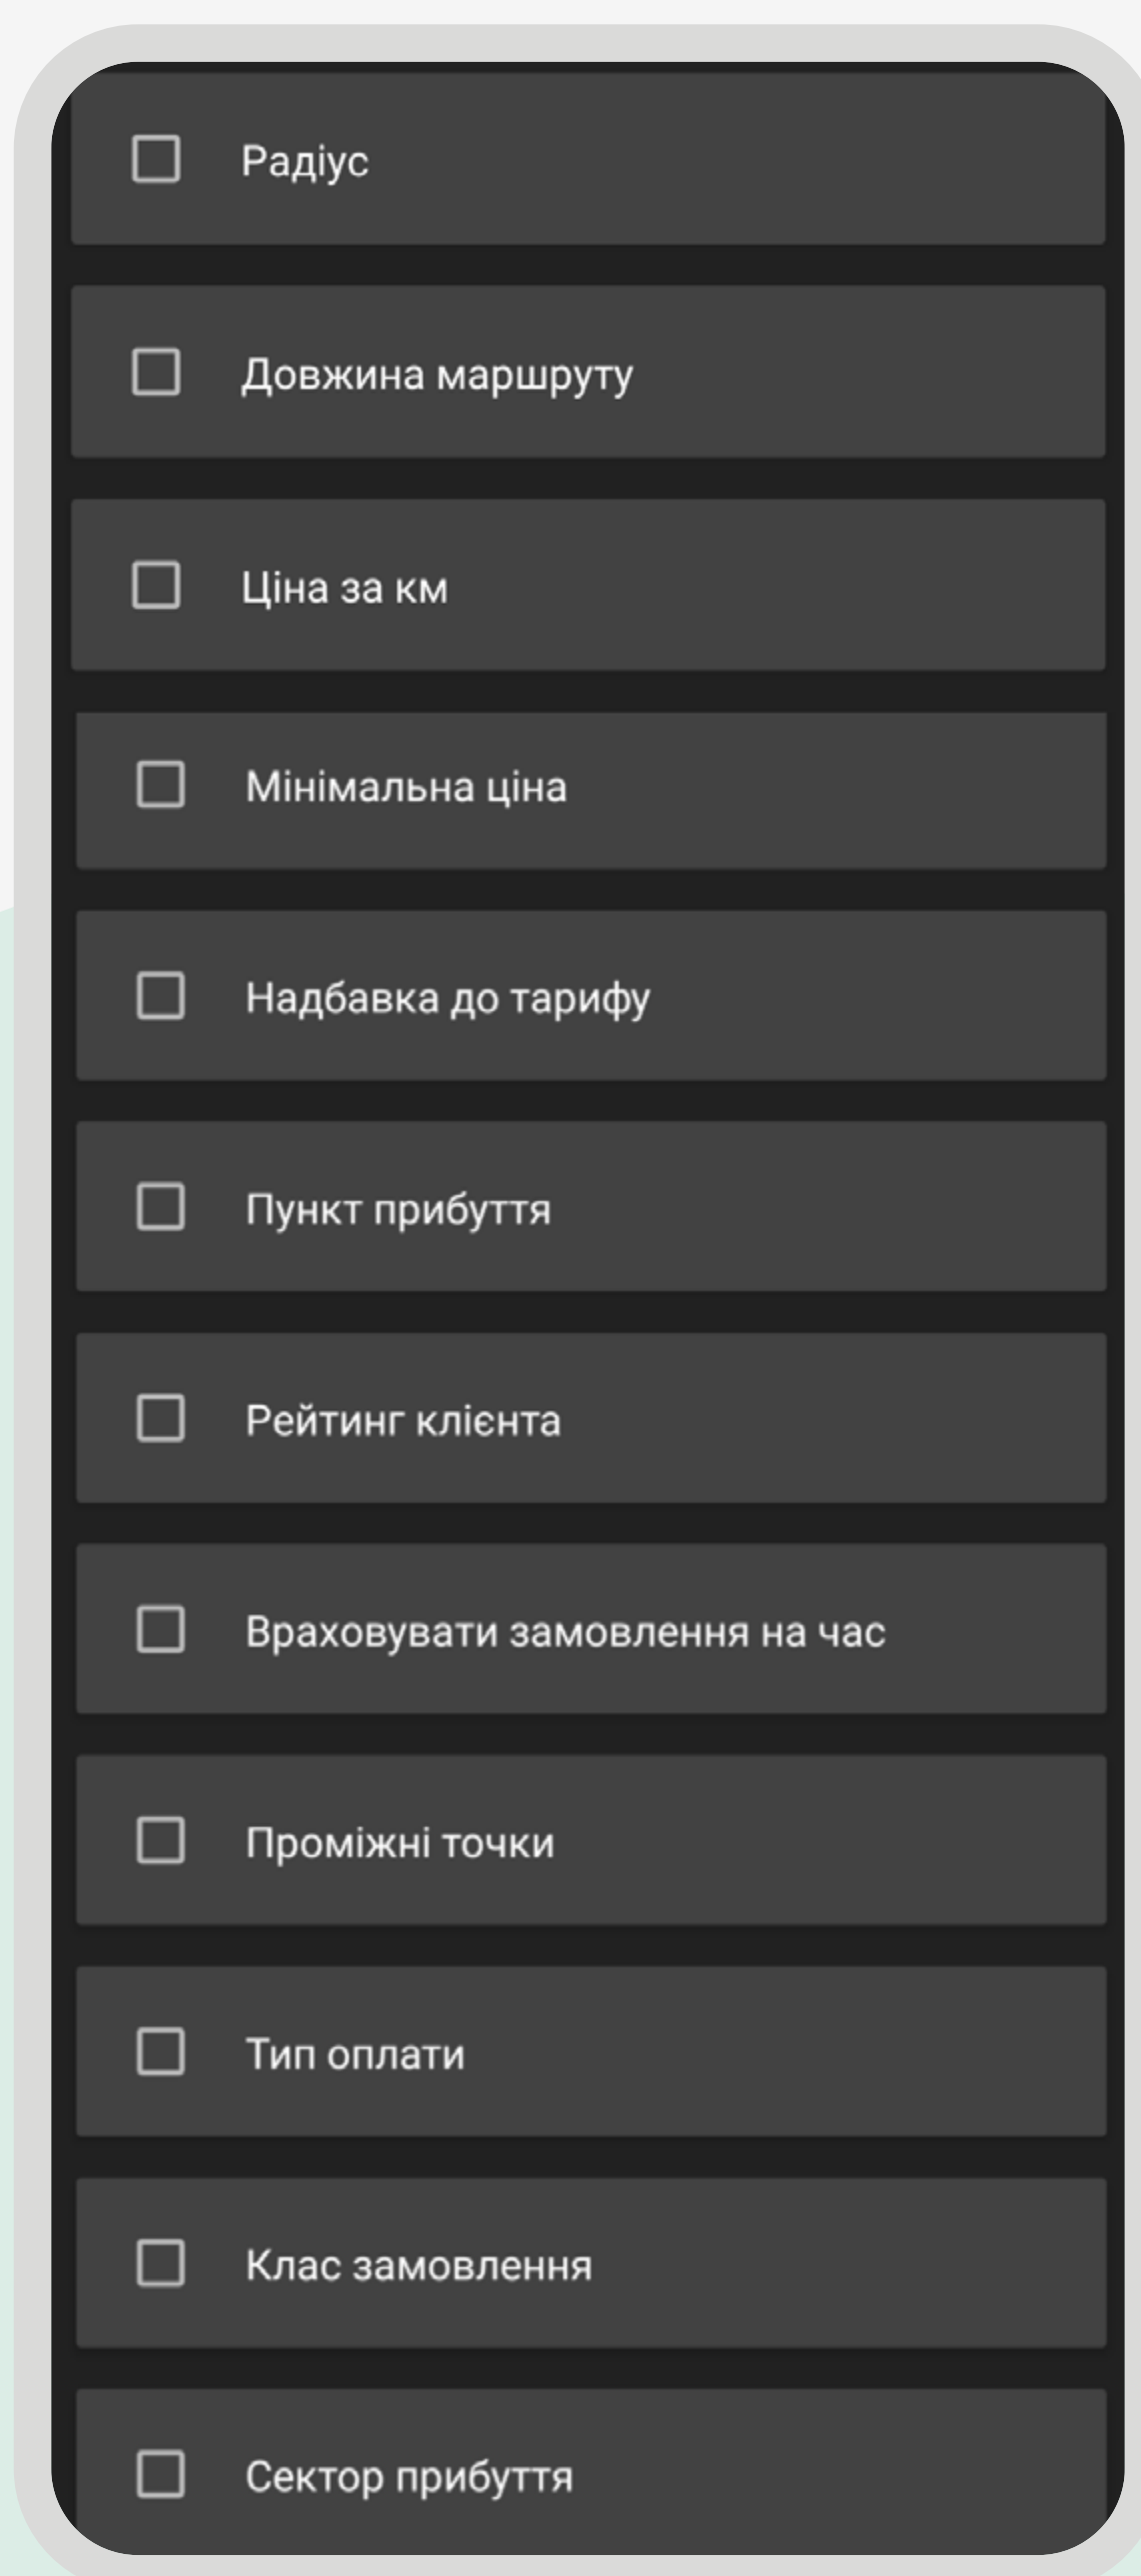 Радіус
Довжина маршруту
Ціна за км
Мінімальна ціна
Надбавка до тарифу
Пункт прибуття
Рейтинг клієнта
Враховувати замовлення на час
Проміжні точки
Тип оплати
Клас замовлення
Сектор прибуття